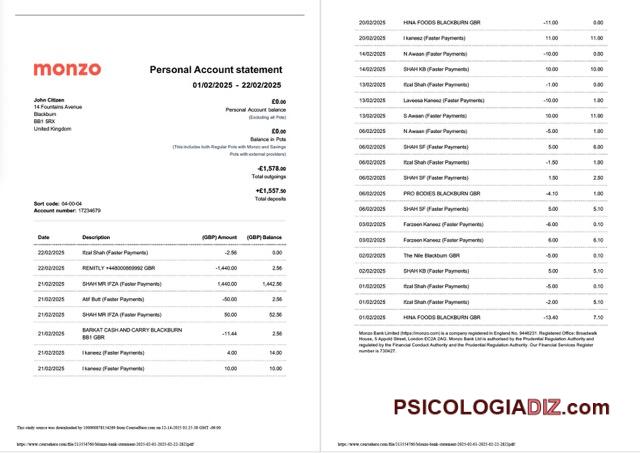 monzo
Personal Account statement
01/02/2025 - 22/02/2025
John Citizen
14 Fountains Avenue
Blackburn
BB1 5RX
United Kingdom
£0.00
Personal Account balance
(Excluding all Pots)
£0.00
Balance in Pots
(This includes both Regular Pots with Monzo and Savings
Pots with external providers)
-£1,578.00
Total outgoings
+£1,557.50
Total deposits
Sort code: 04-00-04
Account number: 17234679
Date Description (GBP) Amount (GBP) Balance
22/02/2025 Ifzal Shah (Faster Payments) -2.56 0.00
22/02/2025 REMITLY +448000869992 GBR -1,440.00 2.56
21/02/2025 SHAH MR IFZA (Faster Payments) 1,440.00 1,442.56
21/02/2025 Atif Butt (Faster Payments) -50.00 2.56
21/02/2025 SHAH MR IFZA (Faster Payments) 50.00 52.56
21/02/2025 BARKAT CASH AND CARRY BLACKBURN -11.44 2.56
BB1 GBR
21/02/2025 I kaneez (Faster Payments) 4.00 14.00
21/02/2025 I kaneez (Faster Payments) 10.00 10.00
20/02/2025 HINA FOODS BLACKBURN GBR -11.00 0.00
20/02/2025 I kaneez (Faster Payments) 11.00 11.00
14/02/2025 N Awaan (Faster Payments) -10.00 0.00
14/02/2025 SHAH KB (Faster Payments) 10.00 10.00
13/02/2025 Ifzal Shah (Faster Payments) -1.00 0.00
13/02/2025 Laveesa Kaneez (Faster Payments) -10.00 1.00
13/02/2025 S Awaan (Faster Payments) 10.00 11.00
06/02/2025 N Awaan (Faster Payments) -5.00 1.00
06/02/2025 SHAH SF (Faster Payments) 5.00 6.00
06/02/2025 Ifzal Shah (Faster Payments) -1.50 1.00
06/02/2025 SHAH SF (Faster Payments) 1.50 2.50
06/02/2025 PRO BODIES BLACKBURN GBR -4.10 1.00
06/02/2025 SHAH SF (Faster Payments) 5.00 5.10
03/02/2025 Farzeen Kaneez (Faster Payments) -6.00 0.10
03/02/2025 Farzeen Kaneez (Faster Payments) 6.00 6.10
02/02/2025 The Nile Blackburn GBR -5.00 0.10
02/02/2025 SHAH KB (Faster Payments) 5.00 5.10
01/02/2025 Ifzal Shah (Faster Payments) -5.00 0.10
01/02/2025 Ifzal Shah (Faster Payments) -2.00 5.10
01/02/2025 HINA FOODS BLACKBURN GBR -13.40 7.10
Monzo Bank Limited (https://monzo.com) is a company registered in England No. 9446231. Registered Office: Broadwalk
House, 5 Appold Street, London EC2A 2AG. Monzo Bank Ltd is authorised by the Prudential Regulation Authority and
regulated by the Financial Conduct Authority and the Prudential Regulation Authority. Our Financial Services Register
number is 730427.
PSICOLOGIADIZ.com
This study source was downloaded by from CourseHero.com on 12-14-2025 GMT -06:00